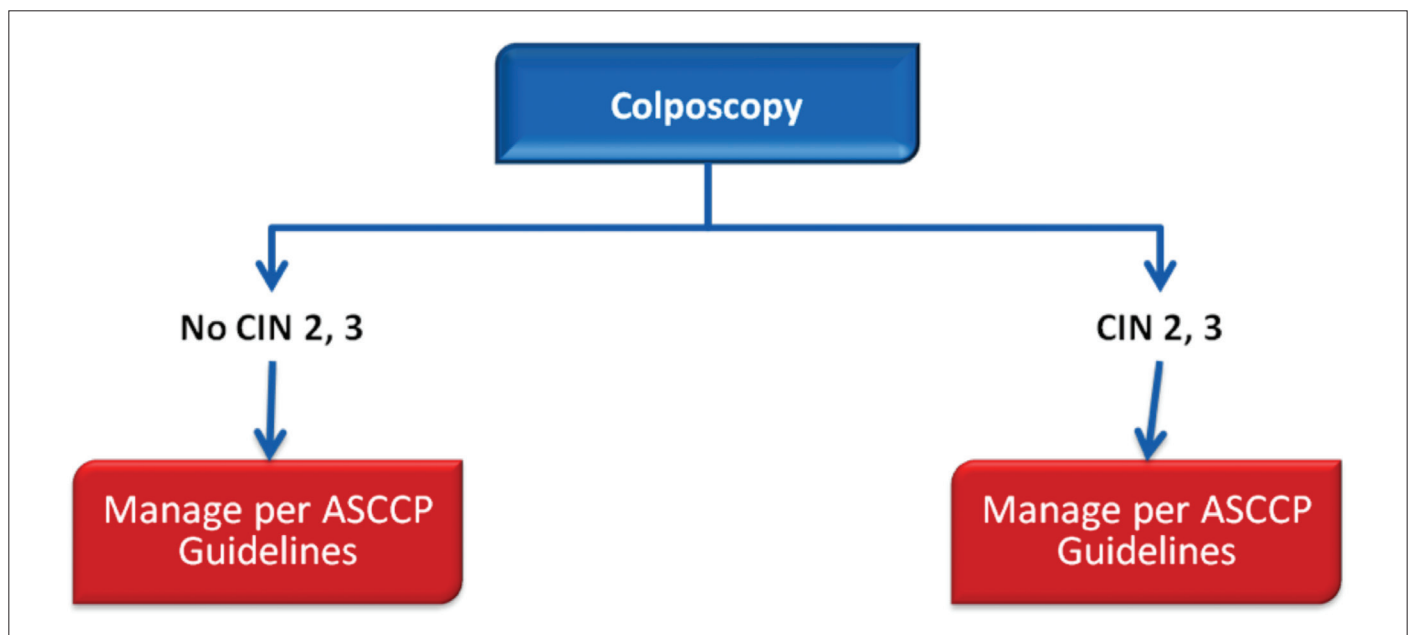 Colposcopy
No CIN 2, 3
CIN 2, 3
Manage per ASCCP
Guidelines
Manage per ASCCP
Guidelines